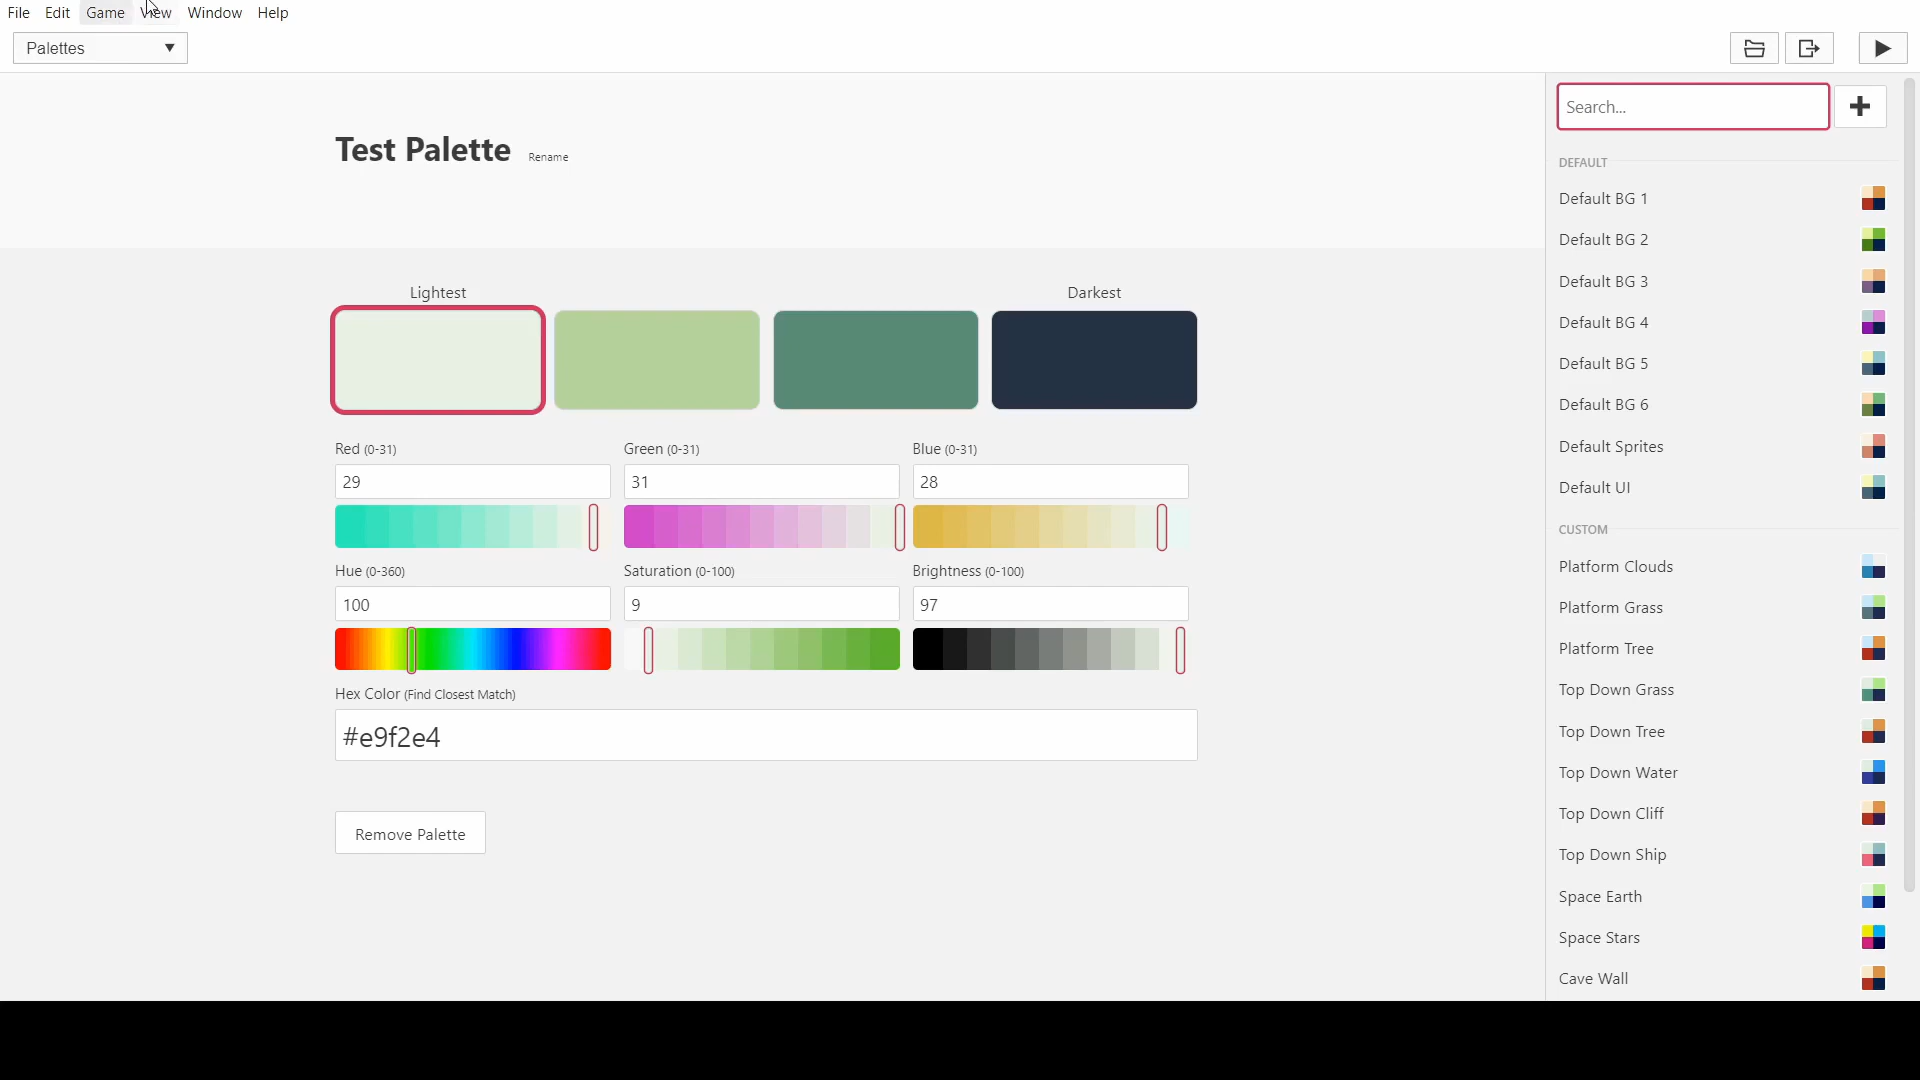 File Edit Game View Window Help
Palettes
Test Palette Rename
Lightest Darkest
Red (0-31) Green (0-31) Blue (0-31)
29 31 28
Hue (0-360) Saturation (0-100) Brightness (0-100)
100 9 97
Hex Color (Find Closest Match)
#e9f2e4
Remove Palette
Search...
DEFAULT
Default BG 1
Default BG 2
Default BG 3
Default BG 4
Default BG 5
Default BG 6
Default Sprites
Default UI
CUSTOM
Platform Clouds
Platform Grass
Platform Tree
Top Down Grass
Top Down Tree
Top Down Water
Top Down Cliff
Top Down Ship
Space Earth
Space Stars
Cave Wall